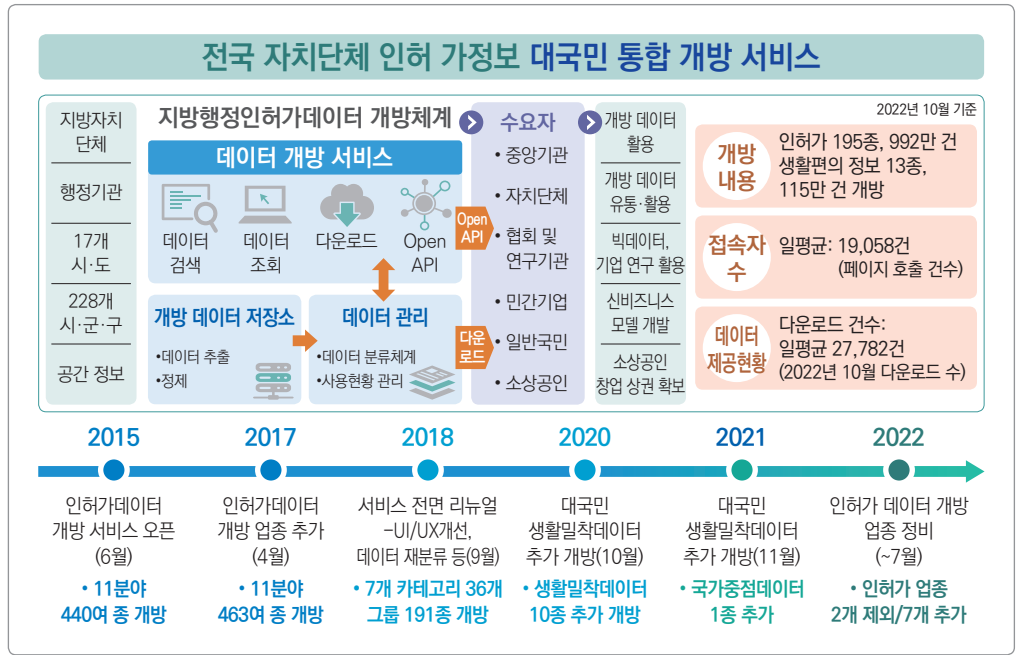 전국 자치단체 인허 가정보 대국민 통합 개방 서비스
2022년 10월 기준
지방자치
단체
행정기관
17개
시·도
228개
시·군·구
공간 정보
지방행정인허가데이터 개방체계
데이터 개방 서비스
데이터
검색
데이터
조회
다운로드
Open
API
개방 데이터 저장소
•데이터 추출
•정제
데이터 관리
•데이터 분류체계
•사용현황 관리
Open
API
다운
로드
수요자
• 중앙기관
• 자치단체
• 협회 및
연구기관
• 민간기업
• 일반국민
• 소상공인
개방 데이터
활용
개방 데이터
유통·활용
빅데이터,
기업 연구 활용
신비즈니스
모델 개발
소상공인
창업 상권 확보
개방
내용
인허가 195종, 992만 건
생활편의 정보 13종,
115만 건 개방
접속자
수
일평균: 19,058건
(페이지 호출 건수)
데이터
제공현황
다운로드 건수:
일평균 27,782건
(2022년 10월 다운로드 수)
2015
인허가데이터
개방 서비스 오픈
(6월)
• 11분야
440여 종 개방
2017
인허가데이터
개방 업종 추가
(4월)
• 11분야
463여 종 개방
2018
서비스 전면 리뉴얼
-UI/UX개선,
데이터 재분류 등(9월)
• 7개 카테고리 36개
그룹 191종 개방
2020
대국민
생활밀착데이터
추가 개방(10월)
• 생활밀착데이터
10종 추가 개방
2021
대국민
생활밀착데이터
추가 개방(11월)
• 국가중점데이터
1종 추가
2022
인허가 데이터 개방
업종 정비
(~7월)
• 인허가 업종
2개 제외/7개 추가